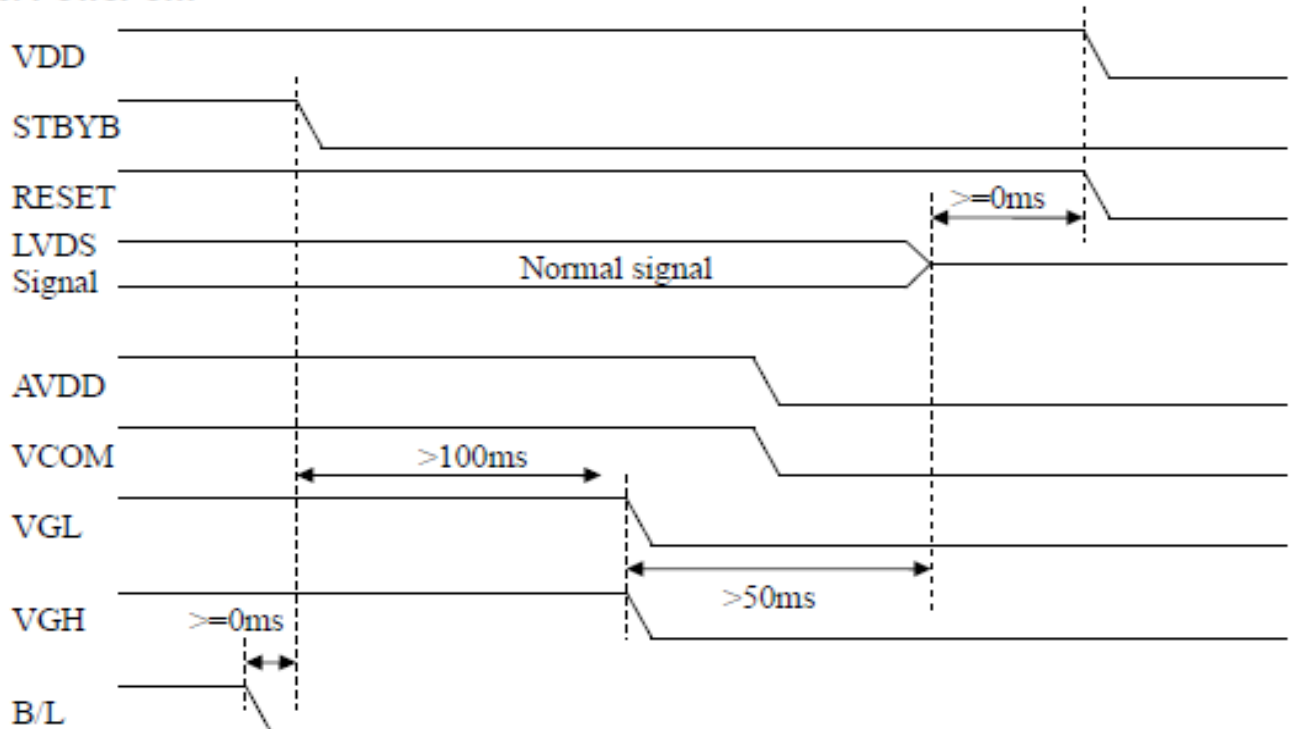 VDD
STBYB
RESET
>=0ms
LVDS
Signal
Normal signal
AVDD
VCOM
>100ms
VGL
>50ms
VGH
>=0ms
B/L